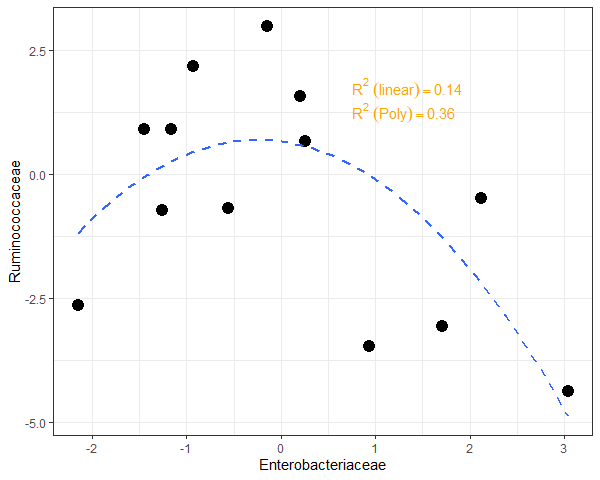 2.5
0.0
-2.5
-5.0
R² (linear) = 0.14
R² (Poly) = 0.36
Ruminococcaceae
-2 -1 0 1 2 3
Enterobacteriaceae